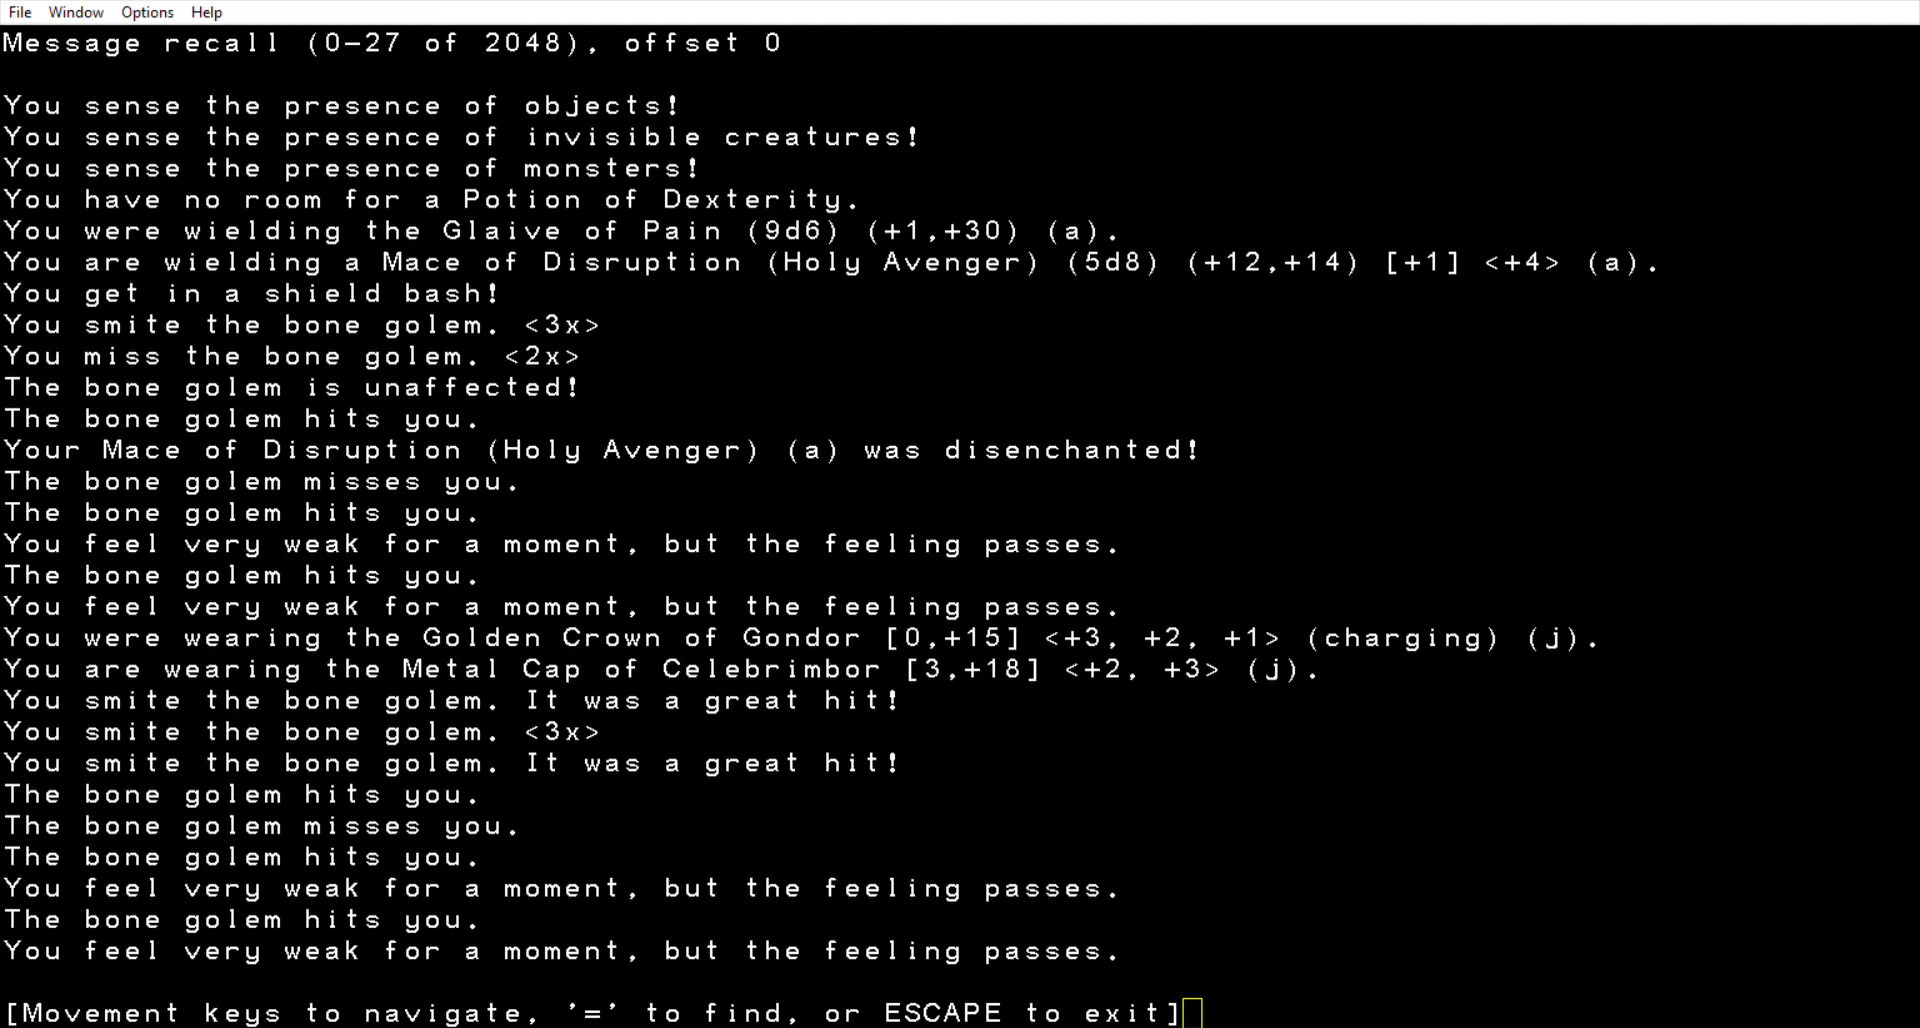 File Window Options Help
Message recall (0-27 of 2048), offset 0
You sense the presence of objects!
You sense the presence of invisible creatures!
You sense the presence of monsters!
You have no room for a Potion of Dexterity.
You were wielding the Glaive of Pain (9d6) (+1,+30) (a).
You are wielding a Mace of Disruption (Holy Avenger) (5d8) (+12,+14) [+1] <+4> (a).
You get in a shield bash!
You smite the bone golem. <3x>
You miss the bone golem. <2x>
The bone golem is unaffected!
The bone golem hits you.
Your Mace of Disruption (Holy Avenger) (a) was disenchanted!
The bone golem misses you.
The bone golem hits you.
You feel very weak for a moment, but the feeling passes.
The bone golem hits you.
You feel very weak for a moment, but the feeling passes.
You were wearing the Golden Crown of Gondor [0,+15] <+3, +2, +1> (charging) (j).
You are wearing the Metal Cap of Celebrimbor [3,+18] <+2, +3> (j).
You smite the bone golem. It was a great hit!
You smite the bone golem. <3x>
You smite the bone golem. It was a great hit!
The bone golem hits you.
The bone golem misses you.
The bone golem hits you.
You feel very weak for a moment, but the feeling passes.
The bone golem hits you.
You feel very weak for a moment, but the feeling passes.
[Movement keys to navigate, '=' to find, or ESCAPE to exit]